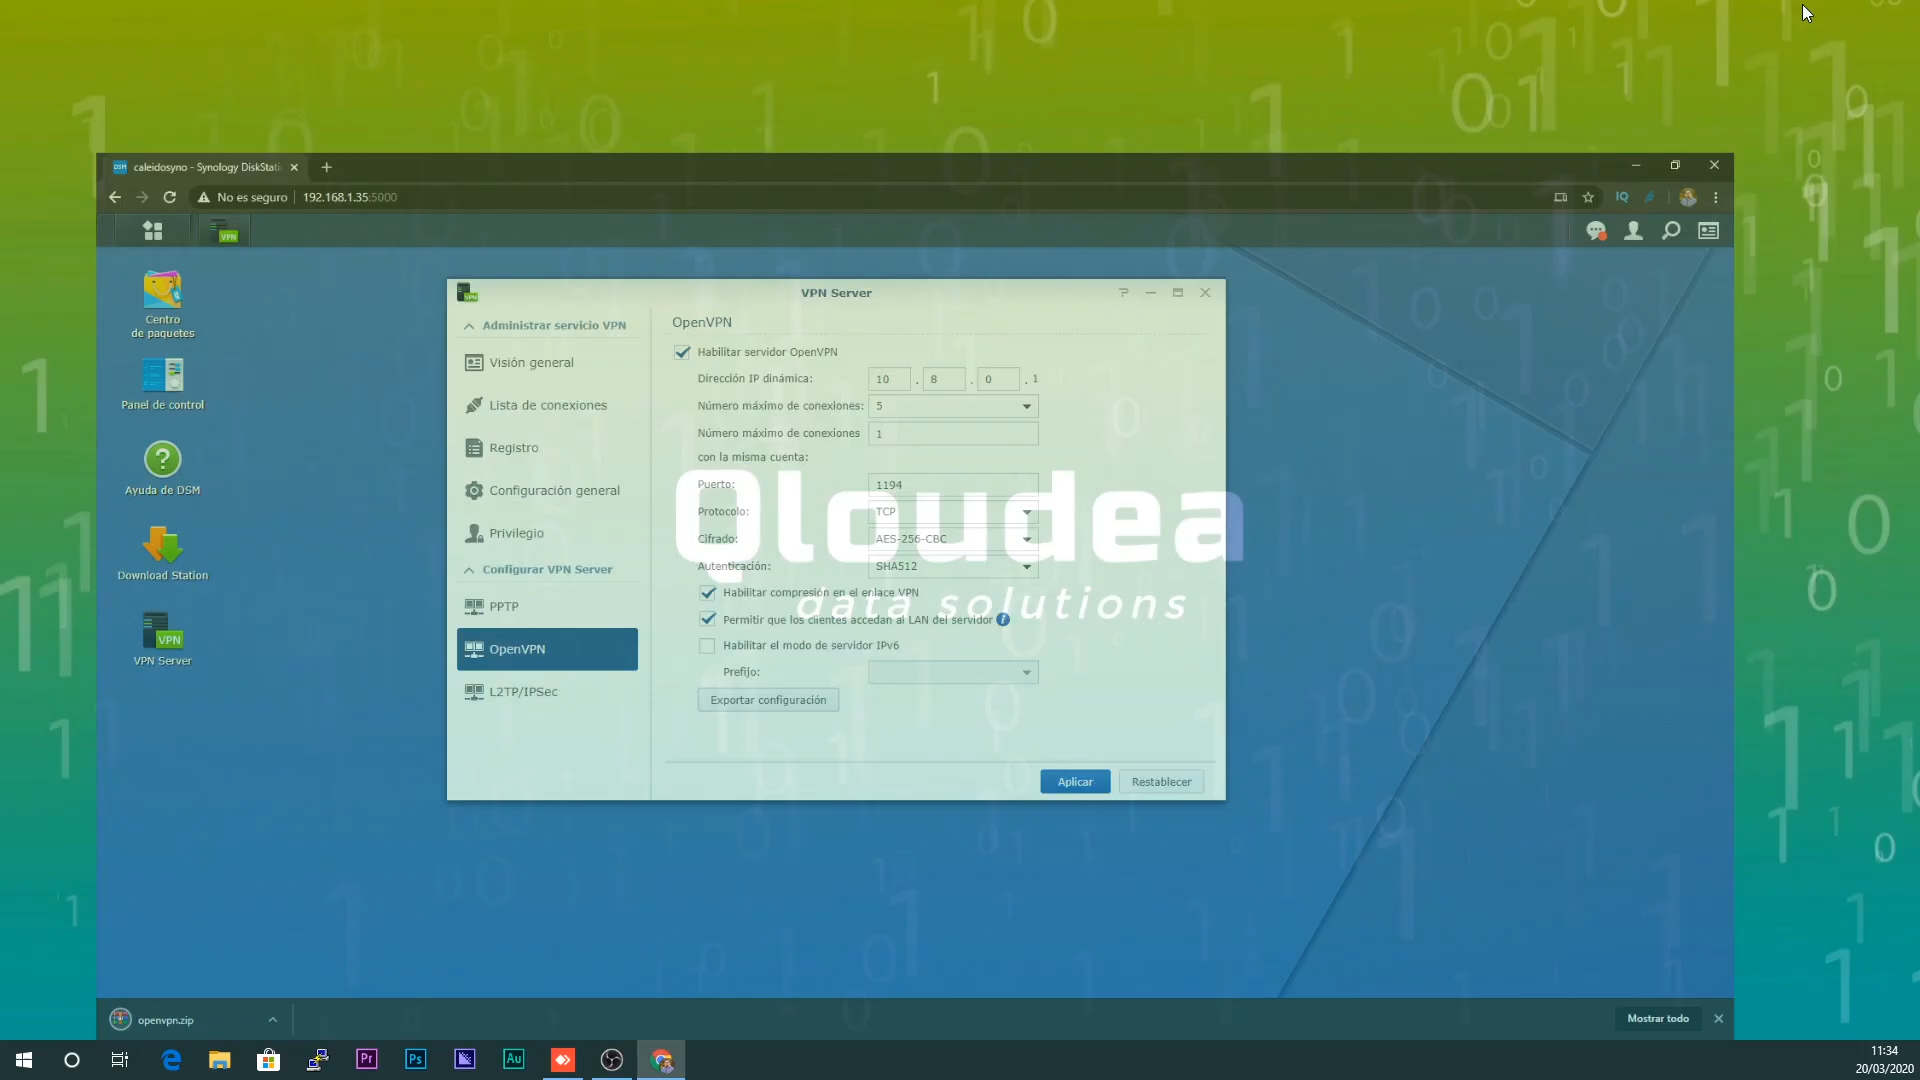 caleidosyno - Synology DiskStati
No es seguro
192.168.1.35:5000
VPN
Centro
de paquetes
Panel de control
Ayuda de DSM
Download Station
VPN
VPN Server
VPN Server
Administrar servicio VPN
Visión general
Lista de conexiones
Registro
Configuración general
Privilegio
Configurar VPN Server
PPTP
OpenVPN
L2TP/IPSec
OpenVPN
Habilitar servidor OpenVPN
Dirección IP dinámica: 10 . 8 . 0 . 1
Número máximo de conexiones: 5
Número máximo de conexiones 1
con la misma cuenta:
Puerto: 1194
Protocolo: TCP
Cifrado: AES-256-CBC
Autenticación: SHA512
Habilitar compresión en el enlace VPN
Permitir que los clientes accedan al LAN del servidor
Habilitar el modo de servidor IPv6
Prefijo:
Exportar configuración
Aplicar
Restablecer
Qloudea
data solutions
openvpn.zip
Mostrar todo
Pr
Ps
Au
11:34
20/03/2020